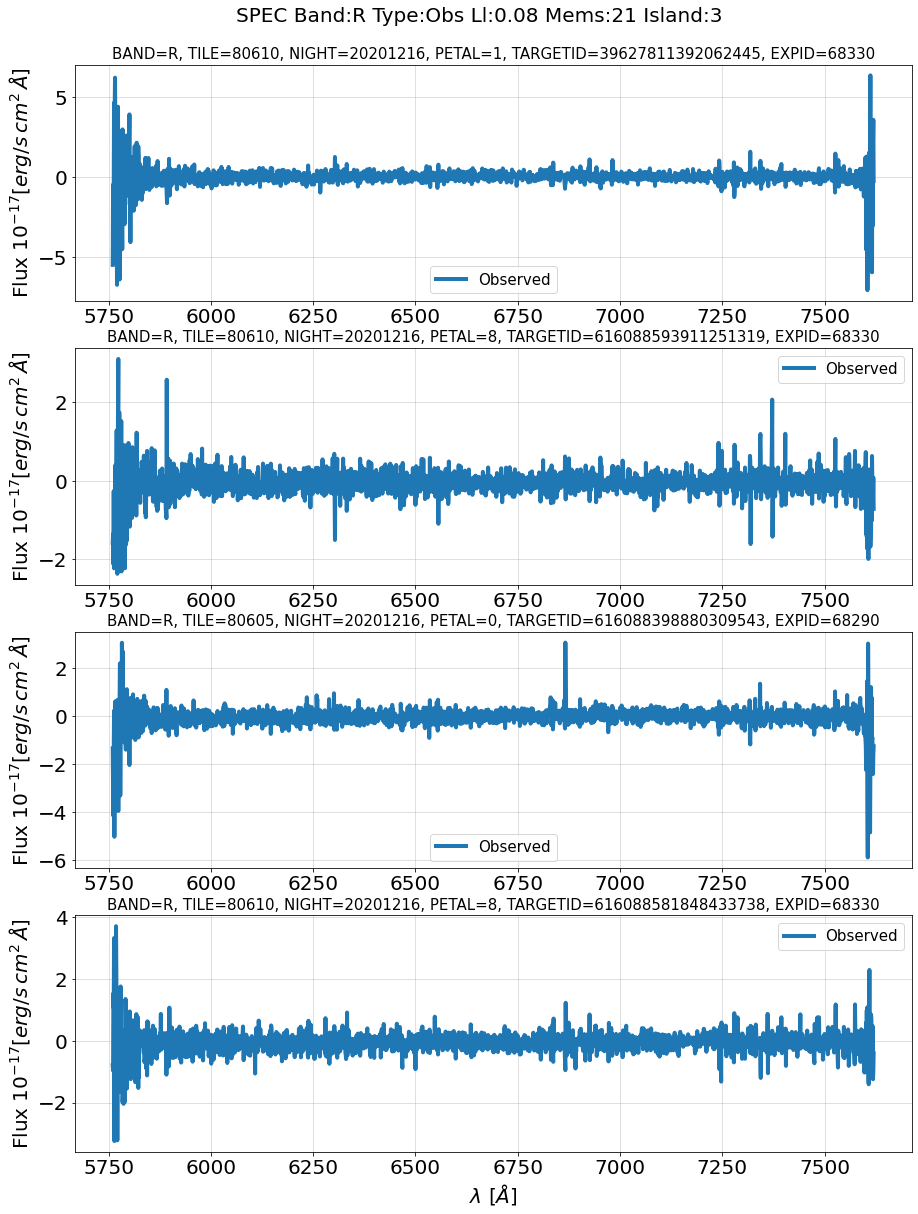 SPEC Band:R Type:Obs Ll:0.08 Mems:21 Island:3
BAND=R, TILE=80610, NIGHT=20201216, PETAL=1, TARGETID=39627811392062445, EXPID=68330
Flux 10^{-17}[erg/s cm^2 Å]
5
0
−5
Observed
5750 6000 6250 6500 6750 7000 7250 7500
BAND=R, TILE=80610, NIGHT=20201216, PETAL=8, TARGETID=616088593911251319, EXPID=68330
Flux 10^{-17}[erg/s cm^2 Å]
2
0
−2
Observed
5750 6000 6250 6500 6750 7000 7250 7500
BAND=R, TILE=80605, NIGHT=20201216, PETAL=0, TARGETID=616088398880309543, EXPID=68290
Flux 10^{-17}[erg/s cm^2 Å]
2
0
−2
−4
−6
Observed
5750 6000 6250 6500 6750 7000 7250 7500
BAND=R, TILE=80610, NIGHT=20201216, PETAL=8, TARGETID=616088581848433738, EXPID=68330
Flux 10^{-17}[erg/s cm^2 Å]
4
2
0
−2
Observed
5750 6000 6250 6500 6750 7000 7250 7500
λ [Å]